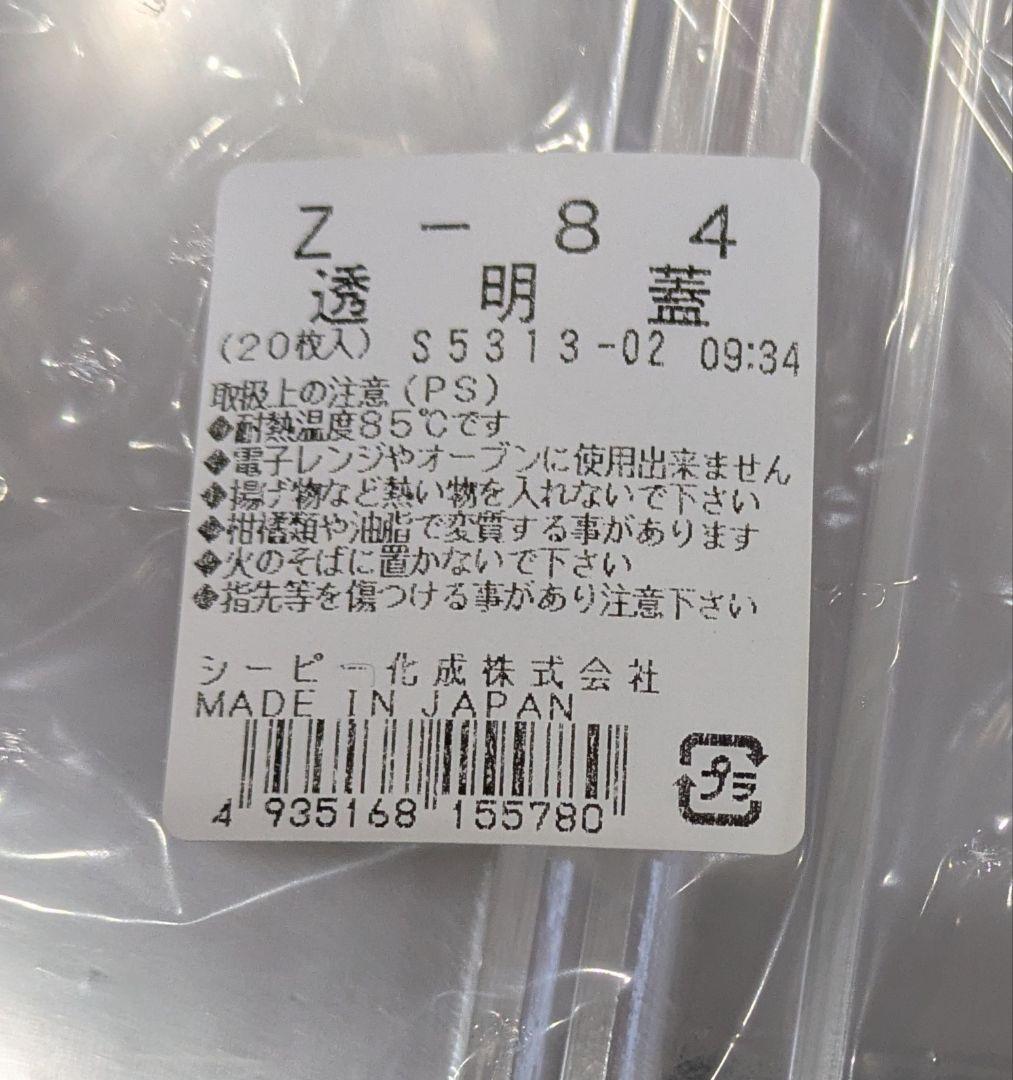 Z－84
透明蓋
(20枚入) S5313-02 09:34
取扱上の注意(PS)
◆耐熱温度85℃です
◆電子レンジやオーブンに使用出来ません
◆揚げ物など熱い物を入れないで下さい
◆柑橘類や油脂で変質する事があります
◆火のそばに置かないで下さい
◆指先等を傷つける事があり注意下さい
シーピー化成株式会社
MADE IN JAPAN
4 935168 155780
プラ